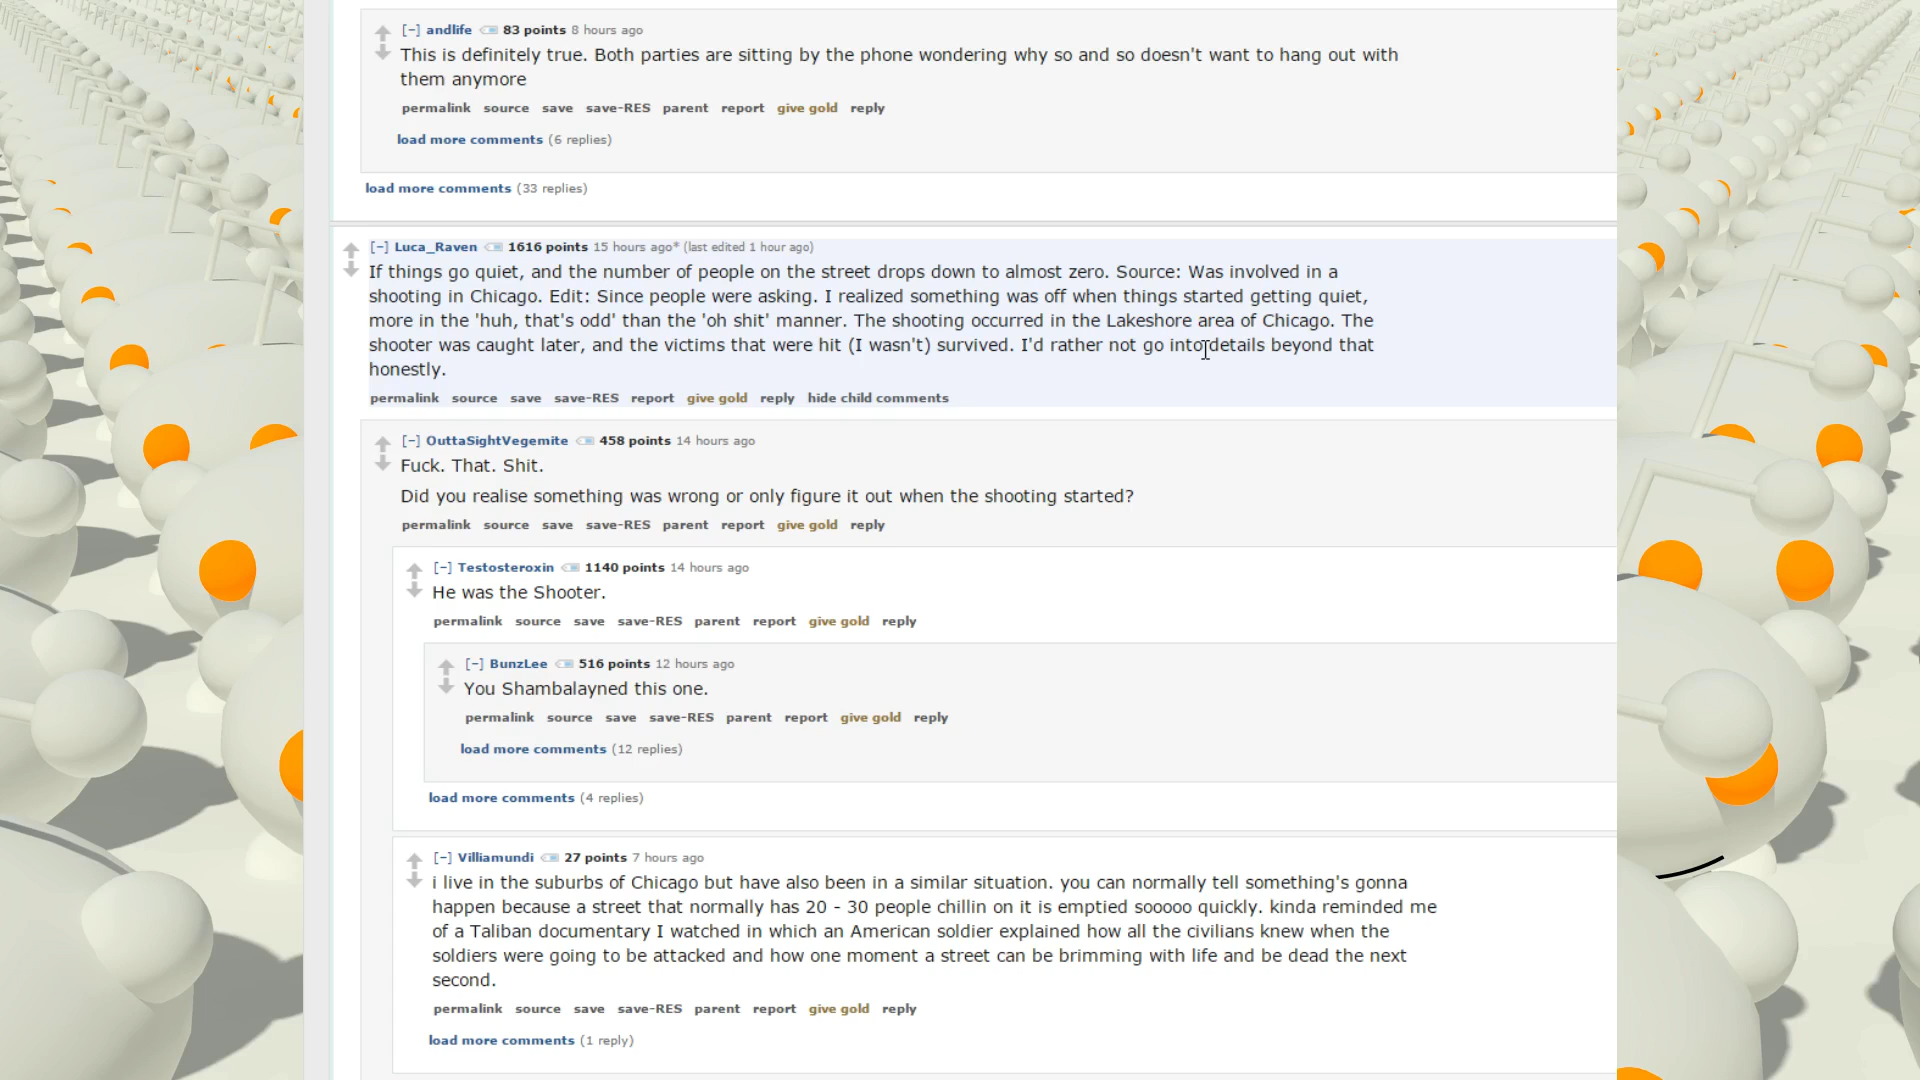 [–] andlife 83 points 8 hours ago
This is definitely true. Both parties are sitting by the phone wondering why so and so doesn't want to hang out with
them anymore
permalink source save save-RES parent report give gold reply
load more comments (6 replies)
load more comments (33 replies)
[–] Luca_Raven 1616 points 15 hours ago* (last edited 1 hour ago)
If things go quiet, and the number of people on the street drops down to almost zero. Source: Was involved in a
shooting in Chicago. Edit: Since people were asking. I realized something was off when things started getting quiet,
more in the 'huh, that's odd' than the 'oh shit' manner. The shooting occurred in the Lakeshore area of Chicago. The
shooter was caught later, and the victims that were hit (I wasn't) survived. I'd rather not go into details beyond that
honestly.
permalink source save save-RES report give gold reply hide child comments
[–] OuttaSightVegemite 458 points 14 hours ago
Fuck. That. Shit.
Did you realise something was wrong or only figure it out when the shooting started?
permalink source save save-RES parent report give gold reply
[–] Testosteroxin 1140 points 14 hours ago
He was the Shooter.
permalink source save save-RES parent report give gold reply
[–] BunzLee 516 points 12 hours ago
You Shambalayned this one.
permalink source save save-RES parent report give gold reply
load more comments (12 replies)
load more comments (4 replies)
[–] Villiamundi 27 points 7 hours ago
i live in the suburbs of Chicago but have also been in a similar situation. you can normally tell something's gonna
happen because a street that normally has 20 - 30 people chillin on it is emptied sooooo quickly. kinda reminded me
of a Taliban documentary I watched in which an American soldier explained how all the civilians knew when the
soldiers were going to be attacked and how one moment a street can be brimming with life and be dead the next
second.
permalink source save save-RES parent report give gold reply
load more comments (1 reply)